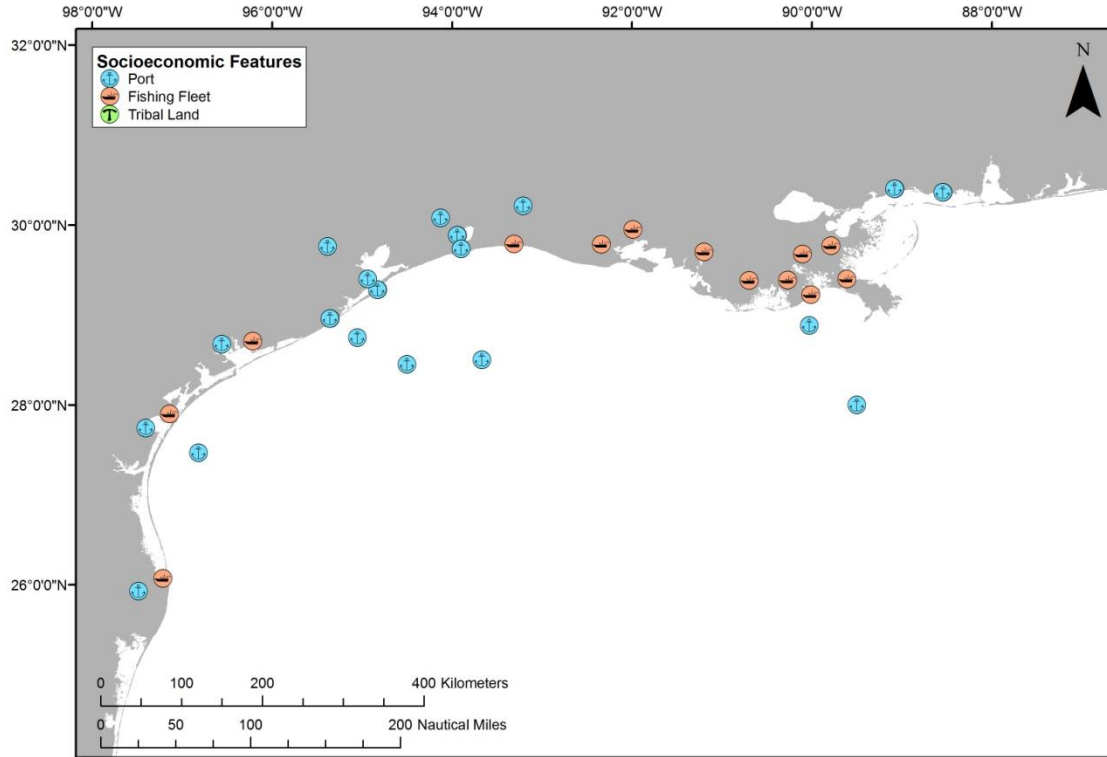 98°0'0"W 96°0'0"W 94°0'0"W 92°0'0"W 90°0'0"W 88°0'0"W
32°0'0"N
Socioeconomic Features
Port
Fishing Fleet
Tribal Land
N
30°0'0"N
28°0'0"N
26°0'0"N
0 100 200 400 Kilometers
0 50 100 200 Nautical Miles